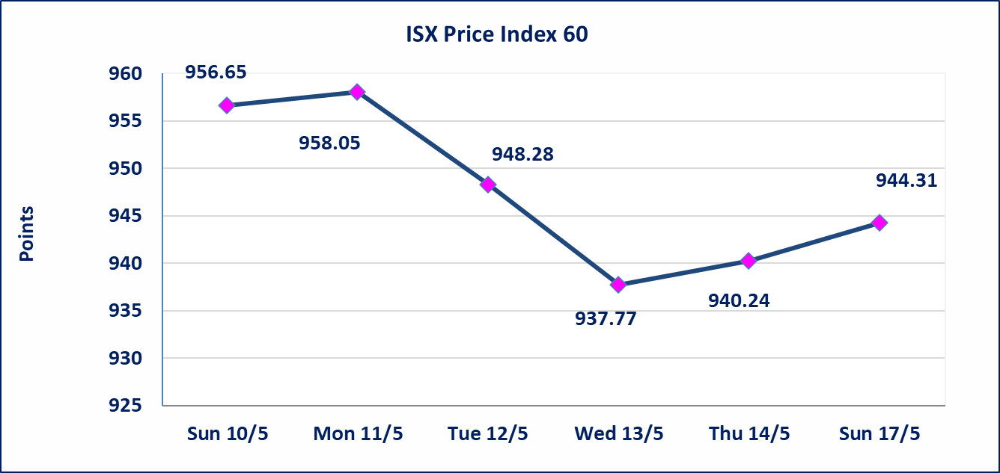 ISX Price Index 60
Points
960
955
950
945
940
935
930
925
956.65
958.05
948.28
937.77
940.24
944.31
Sun 10/5
Mon 11/5
Tue 12/5
Wed 13/5
Thu 14/5
Sun 17/5